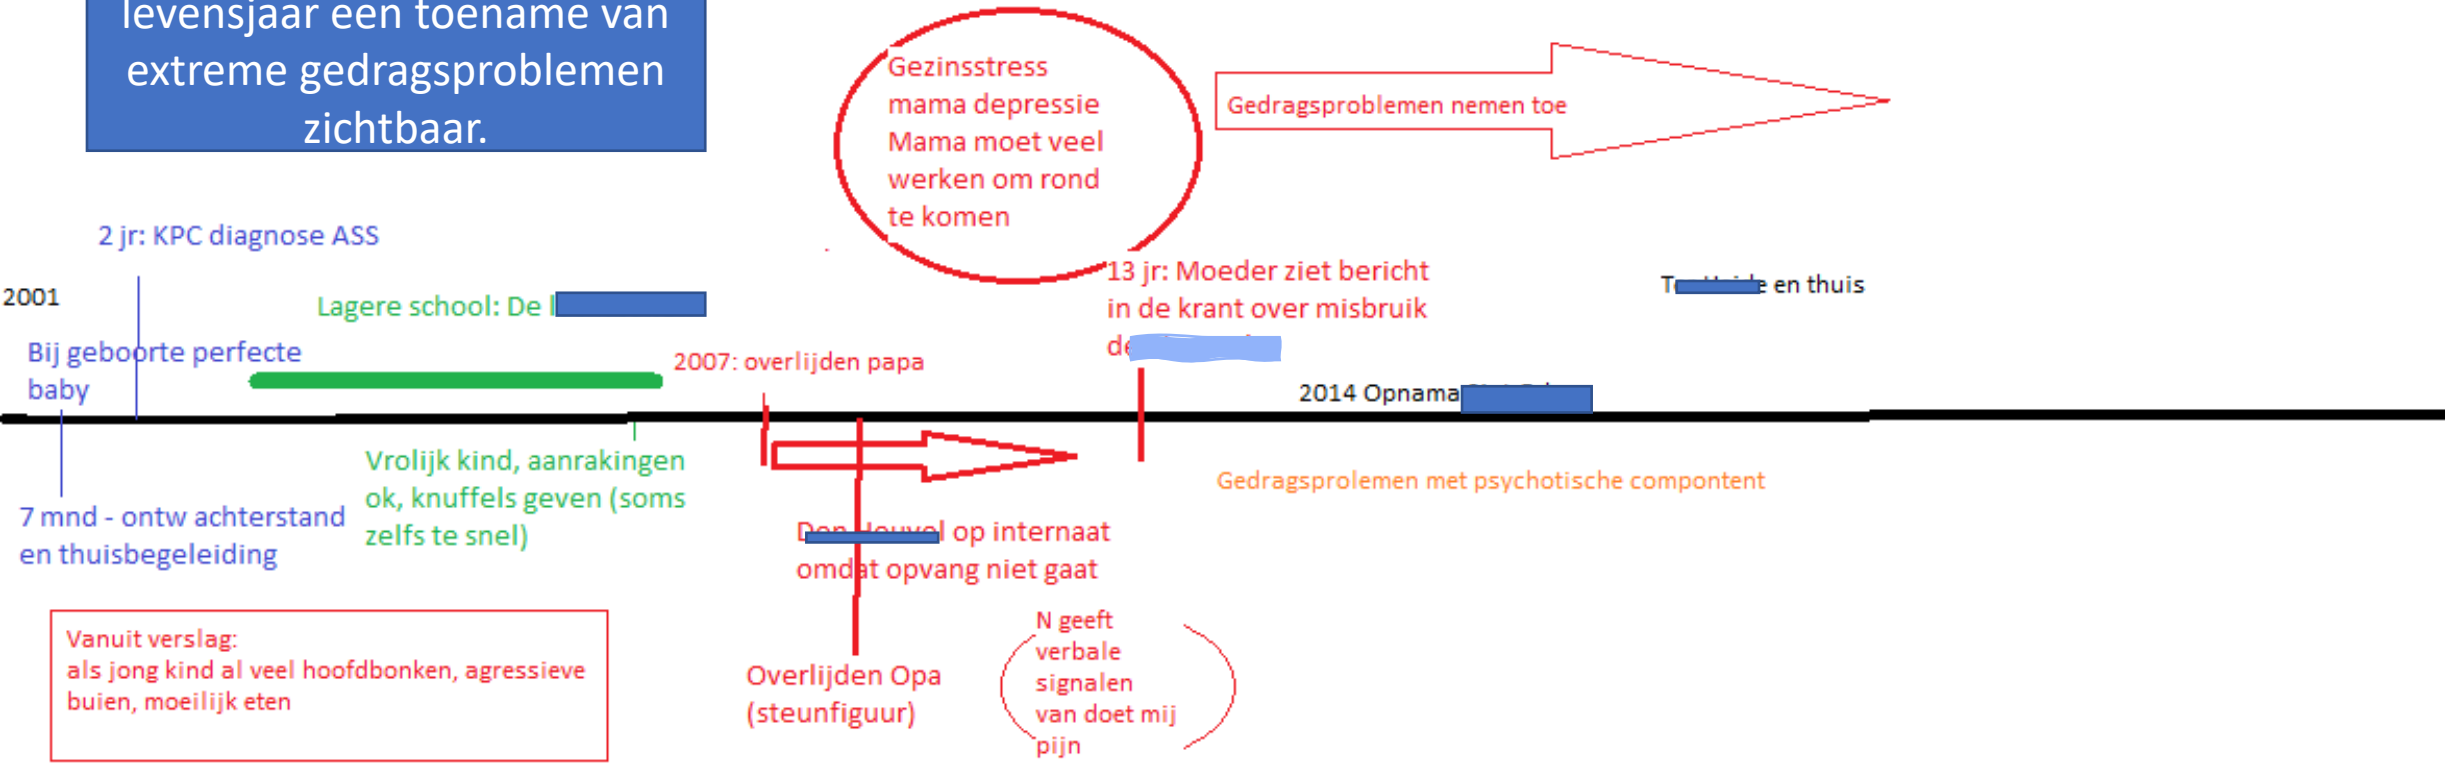 levensjaar een toename van
extreme gedragsproblemen
zichtbaar.
Gezinsstress
mama depressie
Mama moet veel
werken om rond
te komen
Gedragsproblemen nemen toe
2 jr: KPC diagnose ASS
2001
Lagere school: De
Bij geboorte perfecte
baby
2007: overlijden papa
13 jr: Moeder ziet bericht
in de krant over misbruik
en thuis
2014 Opnama
7 mnd - ontw achterstand
en thuisbegeleiding
Vrolijk kind, aanrakingen
ok, knuffels geven (soms
zelfs te snel)
op internaat
omdat opvang niet gaat
Gedragsprolemen met psychotische compontent
Vanuit verslag:
als jong kind al veel hoofdbonken, agressieve
buien, moeilijk eten
Overlijden Opa
(steunfiguur)
N geeft
verbale
signalen
van doet mij
pijn